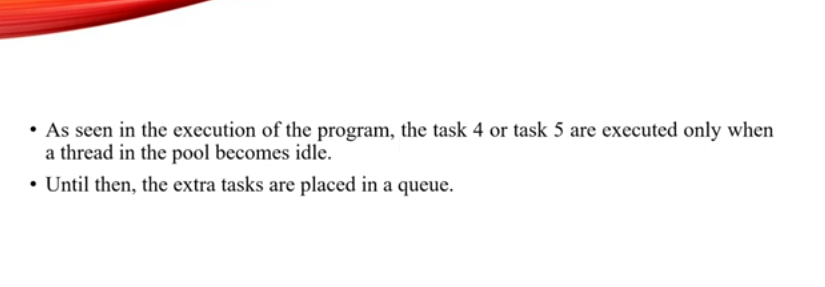 • As seen in the execution of the program, the task 4 or task 5 are executed only when
a thread in the pool becomes idle.
• Until then, the extra tasks are placed in a queue.